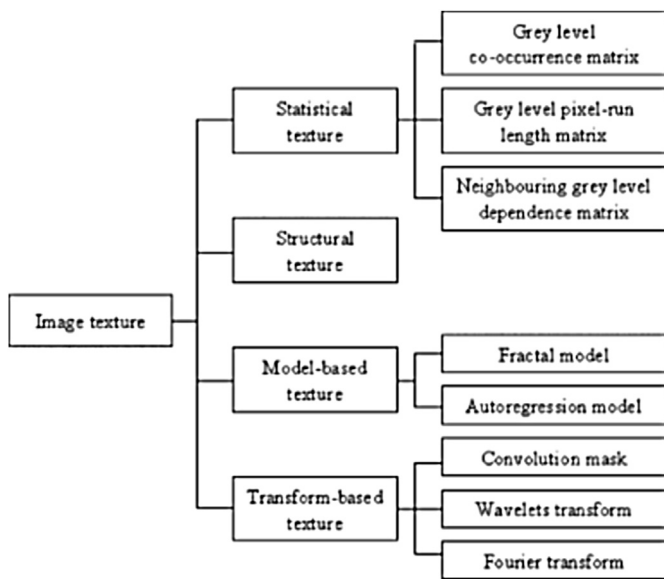 Grey level
co-occurrence matrix
Statistical
texture
Grey level pixel-run
length matrix
Neighbouring grey level
dependence matrix
Structural
texture
Image texture
Model-based
texture
Fractal model
Autoregression model
Transform-based
texture
Convolution mask
Wavelets transform
Fourier transform